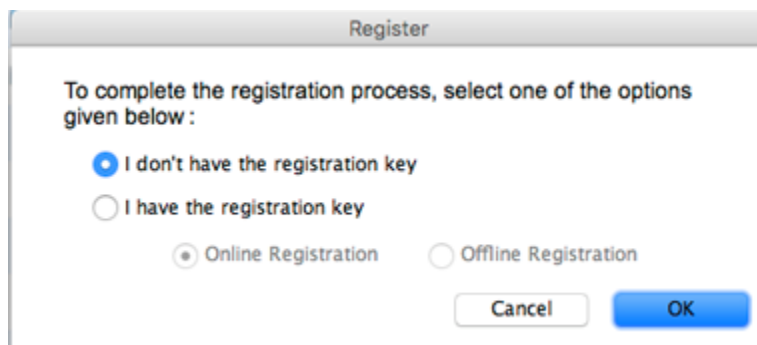 Register
To complete the registration process, select one of the options
given below :
I don't have the registration key
I have the registration key
Online Registration Offline Registration
Cancel OK